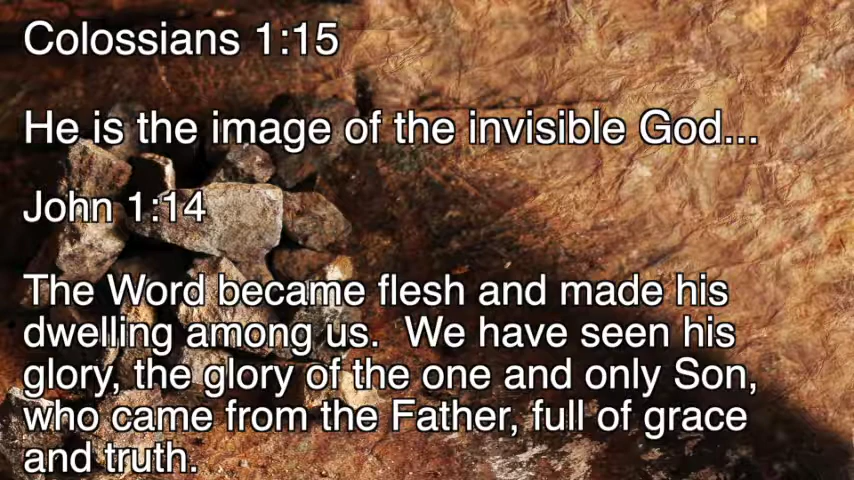 Colossians 1:15
He is the image of the invisible God...
John 1:14
The Word became flesh and made his
dwelling among us.  We have seen his
glory, the glory of the one and only Son,
who came from the Father, full of grace
and truth.